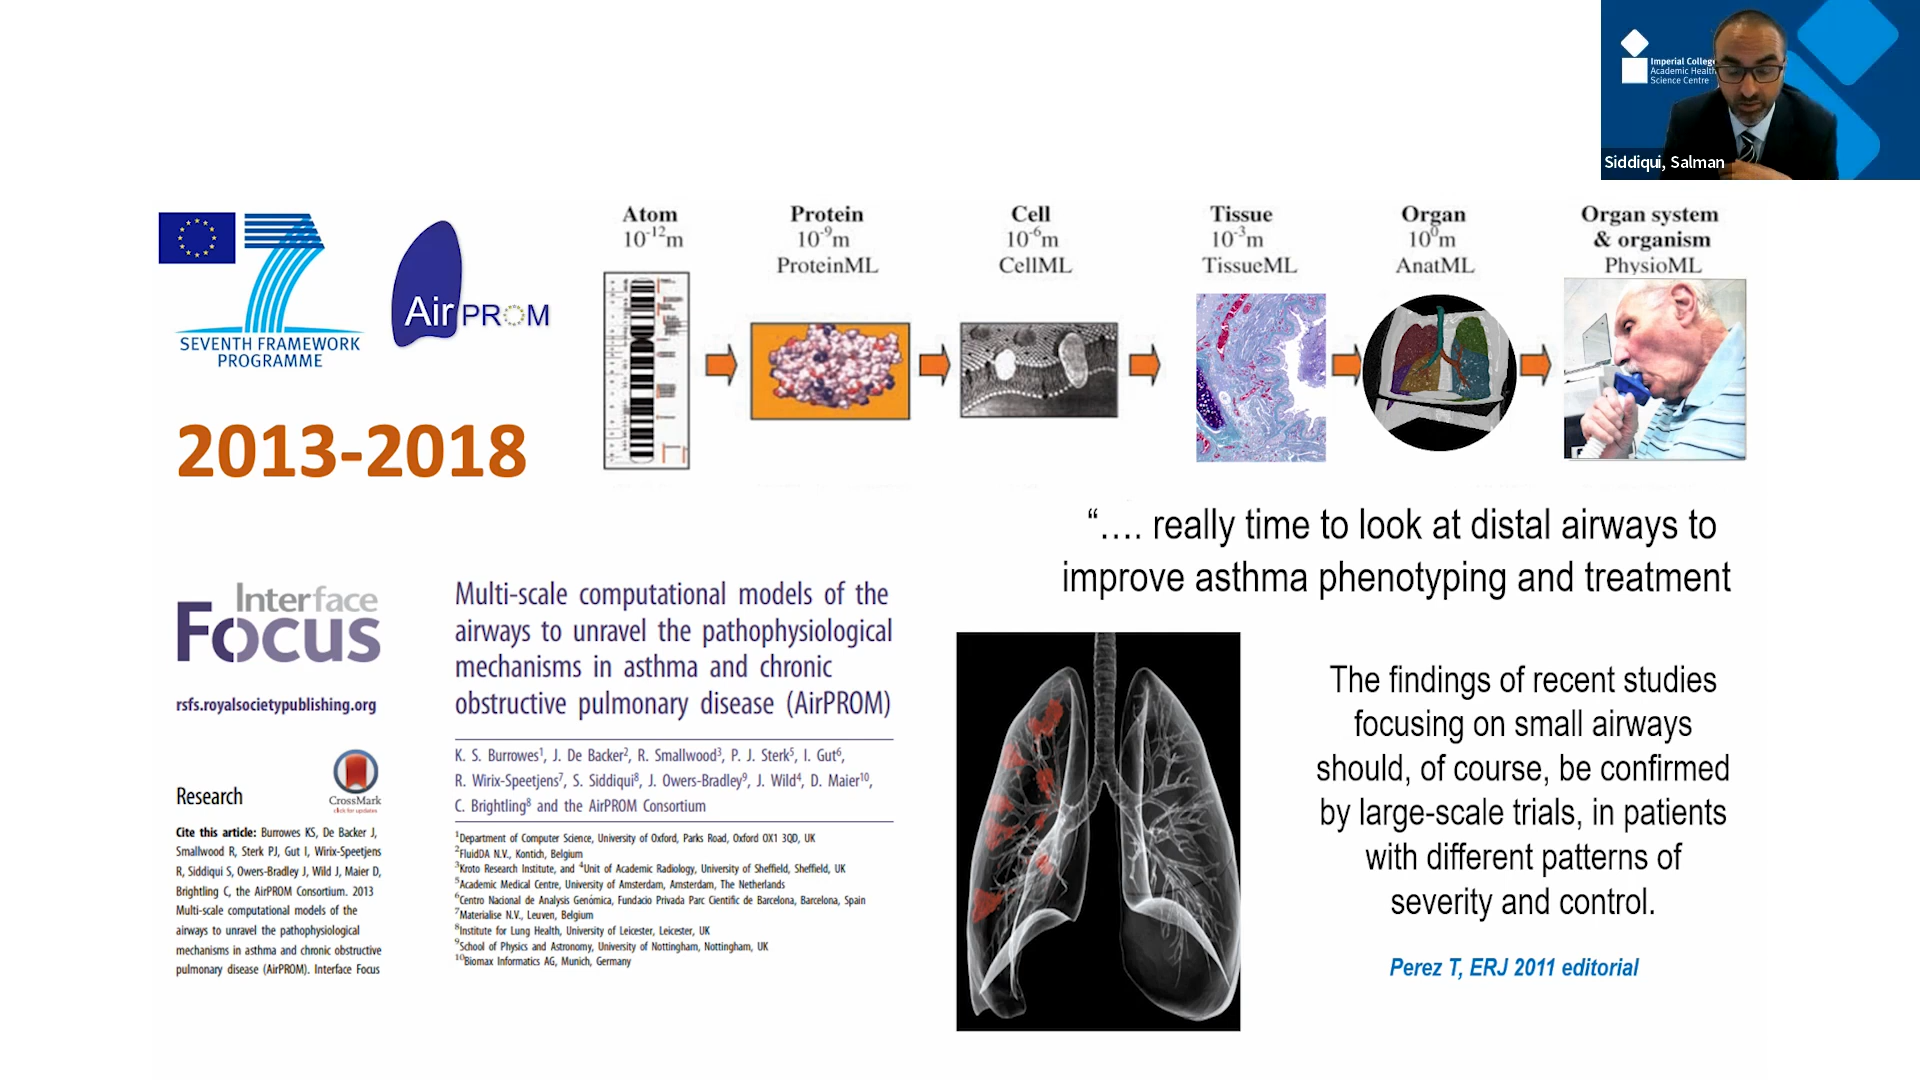 Imperial College
Academic Health
Science Centre
Siddiqui, Salman
SEVENTH FRAMEWORK
PROGRAMME
AirPROM
2013-2018
Atom
10⁻¹²m
Protein
10⁻⁹m
ProteinML
Cell
10⁻⁶m
CellML
Tissue
10⁻³m
TissueML
Organ
10⁰m
AnatML
Organ system
& organism
PhysioML
“…. really time to look at distal airways to
improve asthma phenotyping and treatment
Interface
Focus
rsfs.royalsocietypublishing.org
Research
CrossMark
click for updates
Cite this article: Burrowes KS, De Backer J,
Smallwood R, Sterk PJ, Gut I, Wirix-Speetjens
R, Siddiqui S, Owers-Bradley J, Wild J, Maier D,
Brightling C, the AirPROM Consortium. 2013
Multi-scale computational models of the
airways to unravel the pathophysiological
mechanisms in asthma and chronic obstructive
pulmonary disease (AirPROM). Interface Focus
Multi-scale computational models of the
airways to unravel the pathophysiological
mechanisms in asthma and chronic
obstructive pulmonary disease (AirPROM)
K. S. Burrowes¹, J. De Backer², R. Smallwood³, P. J. Sterk⁵, I. Gut⁶,
R. Wirix-Speetjens⁷, S. Siddiqui⁸, J. Owers-Bradley⁹, J. Wild⁴, D. Maier¹⁰,
C. Brightling⁸ and the AirPROM Consortium
¹Department of Computer Science, University of Oxford, Parks Road, Oxford OX1 3QD, UK
²FluidDA N.V., Kontich, Belgium
³Kroto Research Institute, and ⁴Unit of Academic Radiology, University of Sheffield, Sheffield, UK
⁵Academic Medical Centre, University of Amsterdam, Amsterdam, The Netherlands
⁶Centro Nacional de Analysis Genómica, Fundacio Privada Parc Cientific de Barcelona, Barcelona, Spain
⁷Materialise N.V., Leuven, Belgium
⁸Institute for Lung Health, University of Leicester, Leicester, UK
⁹School of Physics and Astronomy, University of Nottingham, Nottingham, UK
¹⁰Biomax Informatics AG, Munich, Germany
The findings of recent studies
focusing on small airways
should, of course, be confirmed
by large-scale trials, in patients
with different patterns of
severity and control.
Perez T, ERJ 2011 editorial